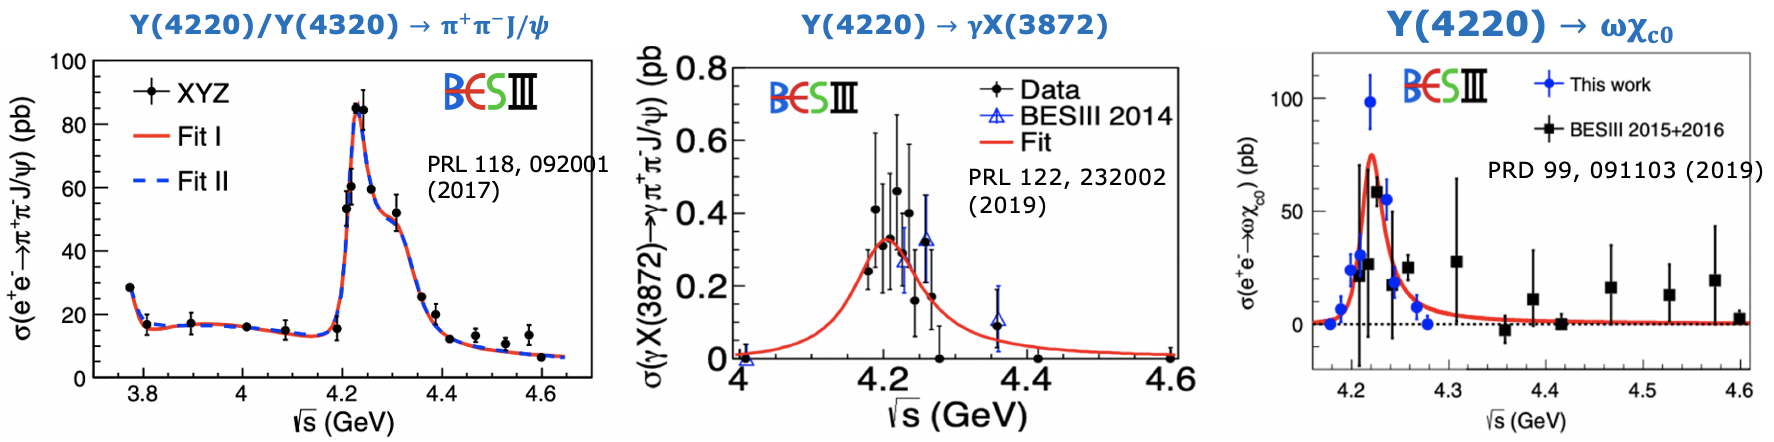 Y(4220)/Y(4320) → π⁺π⁻J/ψ
σ(e⁺e⁻→π⁺π⁻J/ψ) (pb)
100
80
60
40
20
0
XYZ
Fit I
Fit II
BESIII
PRL 118, 092001
(2017)
3.8
4
4.2
4.4
4.6
√s (GeV)
Y(4220) → γX(3872)
σ(γX(3872)→γπ⁺π⁻J/ψ) (pb
0.8
0.6
0.4
0.2
0
BESIII
Data
BESIII 2014
Fit
PRL 122, 232002
(2019)
4
4.2
4.4
4.6
√s (GeV)
Y(4220) → ωχc0
σ(e⁺e⁻→ωχc0) (pb)
100
50
0
BESIII
This work
BESIII 2015+2016
PRD 99, 091103 (2019)
4.2
4.3
4.4
4.5
4.6
√s (GeV)